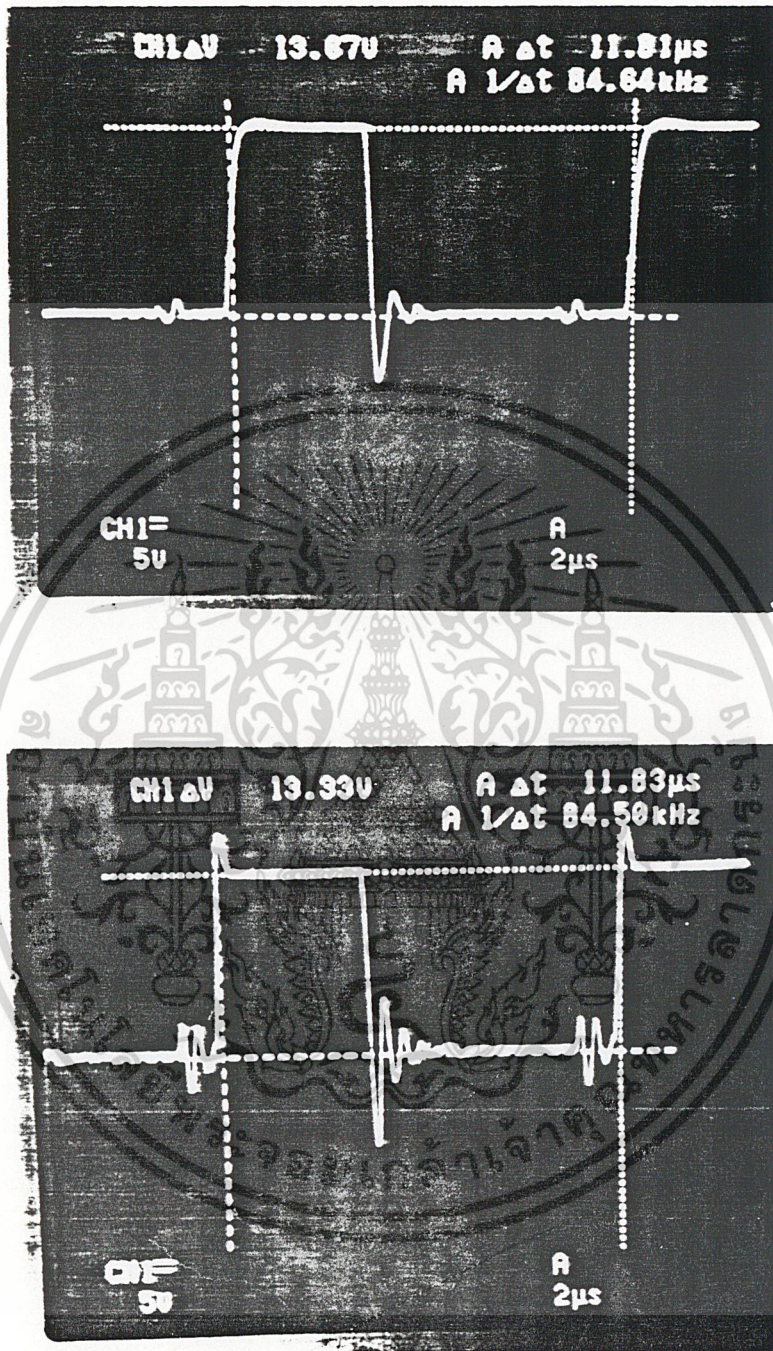 CH1ΔV 13.67V A Δt 11.81μs
A 1/Δt 84.64kHz
CH1=
5V
A
2μs
CH1ΔV 13.33V A Δt 11.83μs
A 1/Δt 84.50kHz
CH1=
5V
A
2μs